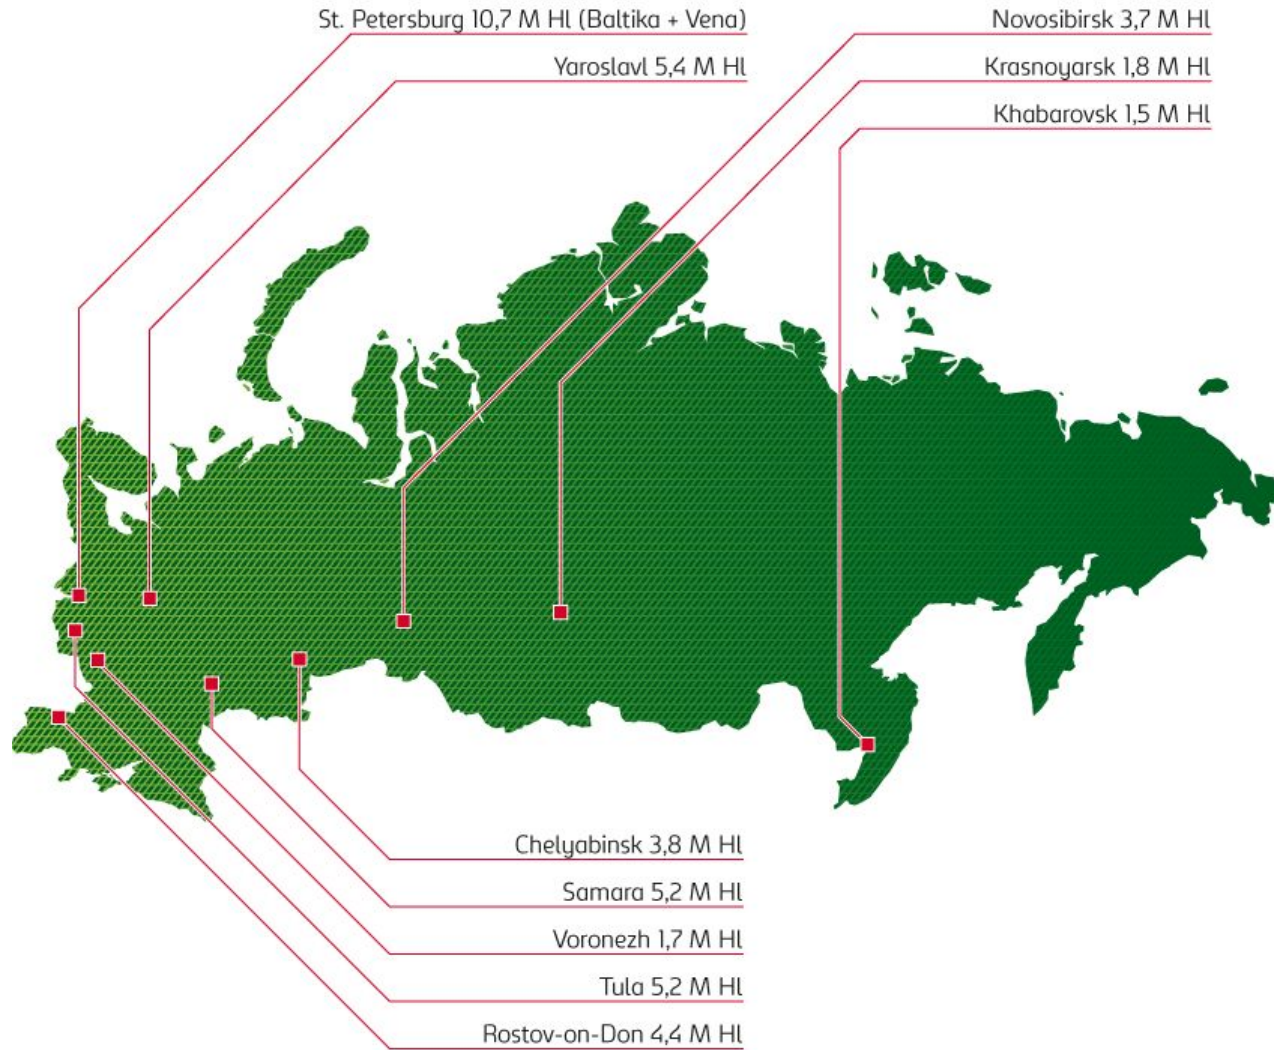 St. Petersburg 10,7 M Hl (Baltika + Vena)
Yaroslavl 5,4 M Hl
Novosibirsk 3,7 M Hl
Krasnoyarsk 1,8 M Hl
Khabarovsk 1,5 M Hl
Chelyabinsk 3,8 M Hl
Samara 5,2 M Hl
Voronezh 1,7 M Hl
Tula 5,2 M Hl
Rostov-on-Don 4,4 M Hl